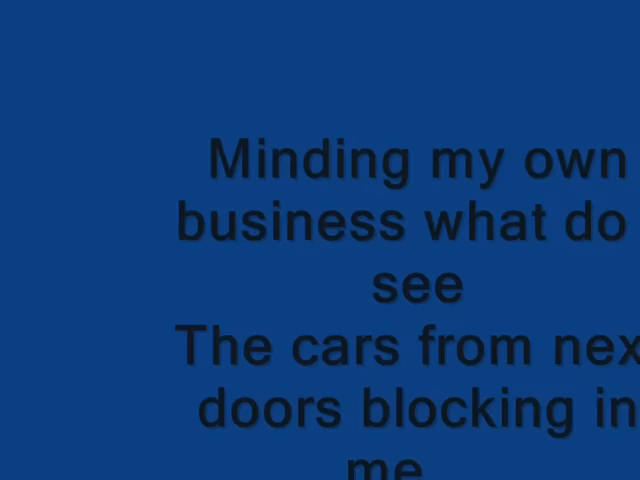 Minding my own
business what do
see
The cars from nex
doors blocking in
me